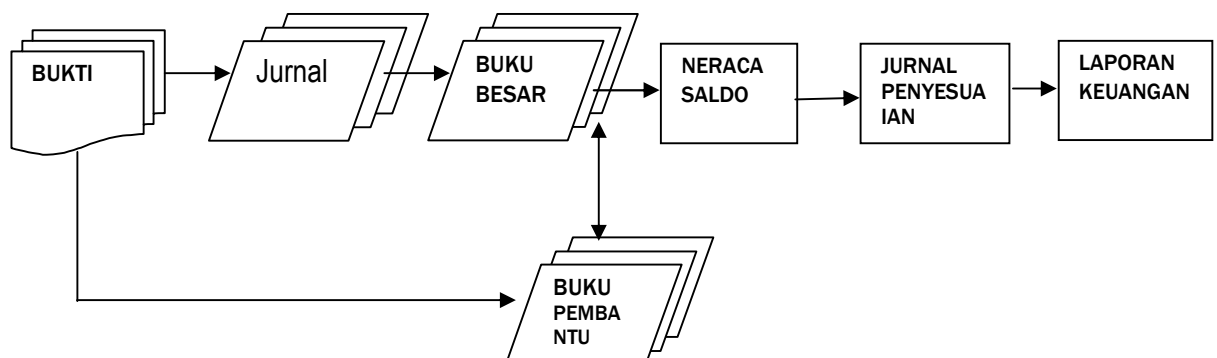 BUKTI
Jurnal
BUKU
BESAR
NERACA
SALDO
JURNAL
PENYESUA
IAN
LAPORAN
KEUANGAN
BUKU
PEMBA
NTU